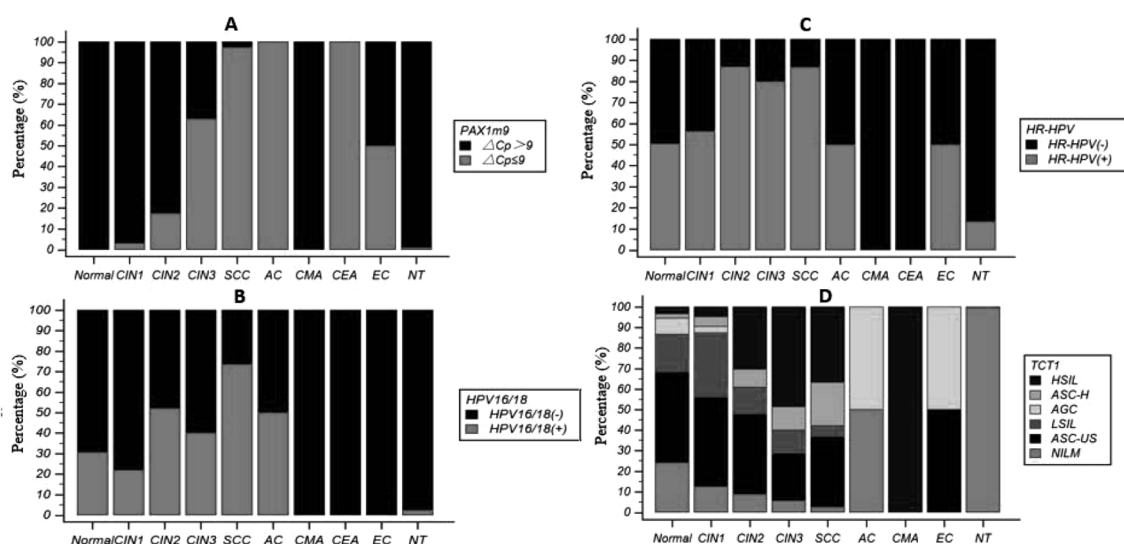 A
Percentage (%)
100
90
80
70
60
50
40
30
20
10
0
Normal CIN1 CIN2 CIN3 SCC AC CMA CEA EC NT
PAX1m9
△Cp>9
△Cp≤9
C
Percentage (%)
100
90
80
70
60
50
40
30
20
10
0
Normal CIN1 CIN2 CIN3 SCC AC CMA CEA EC NT
HR-HPV
HR-HPV(-)
HR-HPV(+)
B
Percentage (%)
100
90
80
70
60
50
40
30
20
10
0
NormalCIN1 CIN2 CIN3 SCC AC CMA CEA EC NT
HPV16/18
HPV16/18(-)
HPV16/18(+)
D
Percentage (%)
100
90
80
70
60
50
40
30
20
10
0
Normal CIN1 CIN2 CIN3 SCC AC CMA EC NT
TCT1
HSIL
ASC-H
AGC
LSIL
ASC-US
NILM